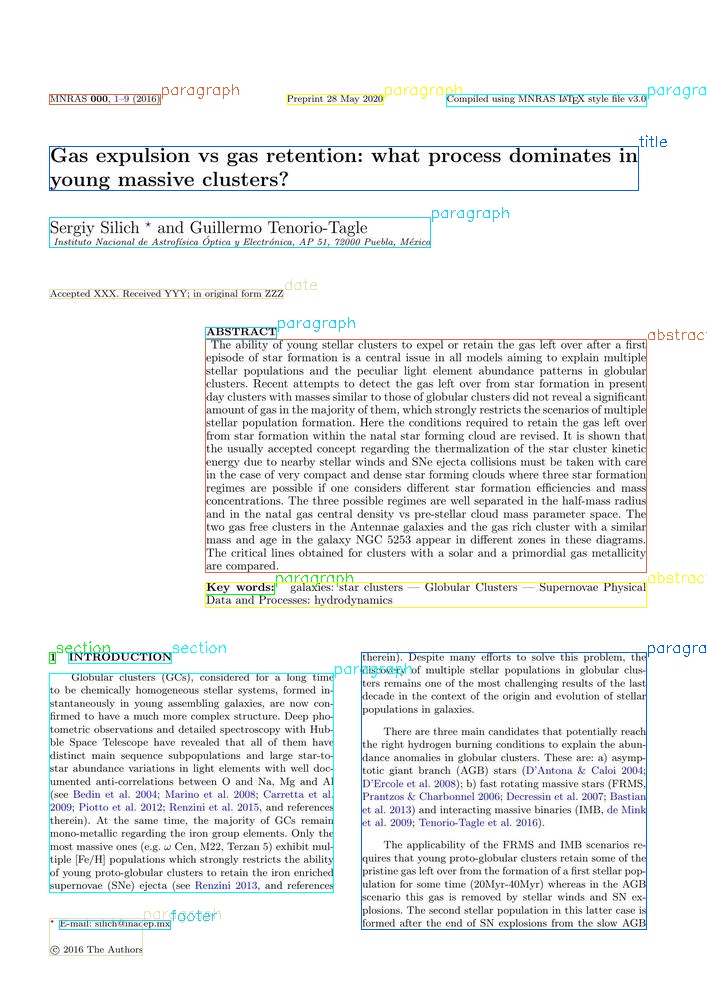 MNRAS 000, 1–9 (2016) paragraph Preprint 28 May 2020 paragraph Compiled using MNRAS LATEX style file v3.0 paragra
title
Gas expulsion vs gas retention: what process dominates in
young massive clusters?
paragraph
Sergiy Silich ⋆ and Guillermo Tenorio-Tagle
Instituto Nacional de Astrofísica Óptica y Electrónica, AP 51, 72000 Puebla, México
date
Accepted XXX. Received YYY; in original form ZZZ
paragraph
ABSTRACT
abstrac
The ability of young stellar clusters to expel or retain the gas left over after a first
episode of star formation is a central issue in all models aiming to explain multiple
stellar populations and the peculiar light element abundance patterns in globular
clusters. Recent attempts to detect the gas left over from star formation in present
day clusters with masses similar to those of globular clusters did not reveal a significant
amount of gas in the majority of them, which strongly restricts the scenarios of multiple
stellar population formation. Here the conditions required to retain the gas left over
from star formation within the natal star forming cloud are revised. It is shown that
the usually accepted concept regarding the thermalization of the star cluster kinetic
energy due to nearby stellar winds and SNe ejecta collisions must be taken with care
in the case of very compact and dense star forming clouds where three star formation
regimes are possible if one considers different star formation efficiencies and mass
concentrations. The three possible regimes are well separated in the half-mass radius
and in the natal gas central density vs pre-stellar cloud mass parameter space. The
two gas free clusters in the Antennae galaxies and the gas rich cluster with a similar
mass and age in the galaxy NGC 5253 appear in different zones in these diagrams.
The critical lines obtained for clusters with a solar and a primordial gas metallicity
are compared.
paragraph abstrac
Key words: galaxies: star clusters — Globular Clusters — Supernovae Physical
Data and Processes: hydrodynamics
section section
1 INTRODUCTION
paragraph
Globular clusters (GCs), considered for a long time
to be chemically homogeneous stellar systems, formed in-
stantaneously in young assembling galaxies, are now con-
firmed to have a much more complex structure. Deep pho-
tometric observations and detailed spectroscopy with Hub-
ble Space Telescope have revealed that all of them have
distinct main sequence subpopulations and large star-to-
star abundance variations in light elements with well doc-
umented anti-correlations between O and Na, Mg and Al
(see Bedin et al. 2004; Marino et al. 2008; Carretta et al.
2009; Piotto et al. 2012; Renzini et al. 2015, and references
therein). At the same time, the majority of GCs remain
mono-metallic regarding the iron group elements. Only the
most massive ones (e.g. ω Cen, M22, Terzan 5) exhibit mul-
tiple [Fe/H] populations which strongly restricts the ability
of young proto-globular clusters to retain the iron enriched
supernovae (SNe) ejecta (see Renzini 2013, and references
paragraph footer
⋆ E-mail: silich@inaoep.mx
© 2016 The Authors
paragra
therein). Despite many efforts to solve this problem, the
discovery of multiple stellar populations in globular clus-
ters remains one of the most challenging results of the last
decade in the context of the origin and evolution of stellar
populations in galaxies.
There are three main candidates that potentially reach
the right hydrogen burning conditions to explain the abun-
dance anomalies in globular clusters. These are: a) asymp-
totic giant branch (AGB) stars (D'Antona & Caloi 2004;
D'Ercole et al. 2008); b) fast rotating massive stars (FRMS,
Prantzos & Charbonnel 2006; Decressin et al. 2007; Bastian
et al. 2013) and interacting massive binaries (IMB, de Mink
et al. 2009; Tenorio-Tagle et al. 2016).
The applicability of the FRMS and IMB scenarios re-
quires that young proto-globular clusters retain some of the
pristine gas left over from the formation of a first stellar pop-
ulation for some time (20Myr-40Myr) whereas in the AGB
scenario this gas is removed by stellar winds and SN ex-
plosions. The second stellar population in this latter case is
formed after the end of SN explosions from the slow AGB